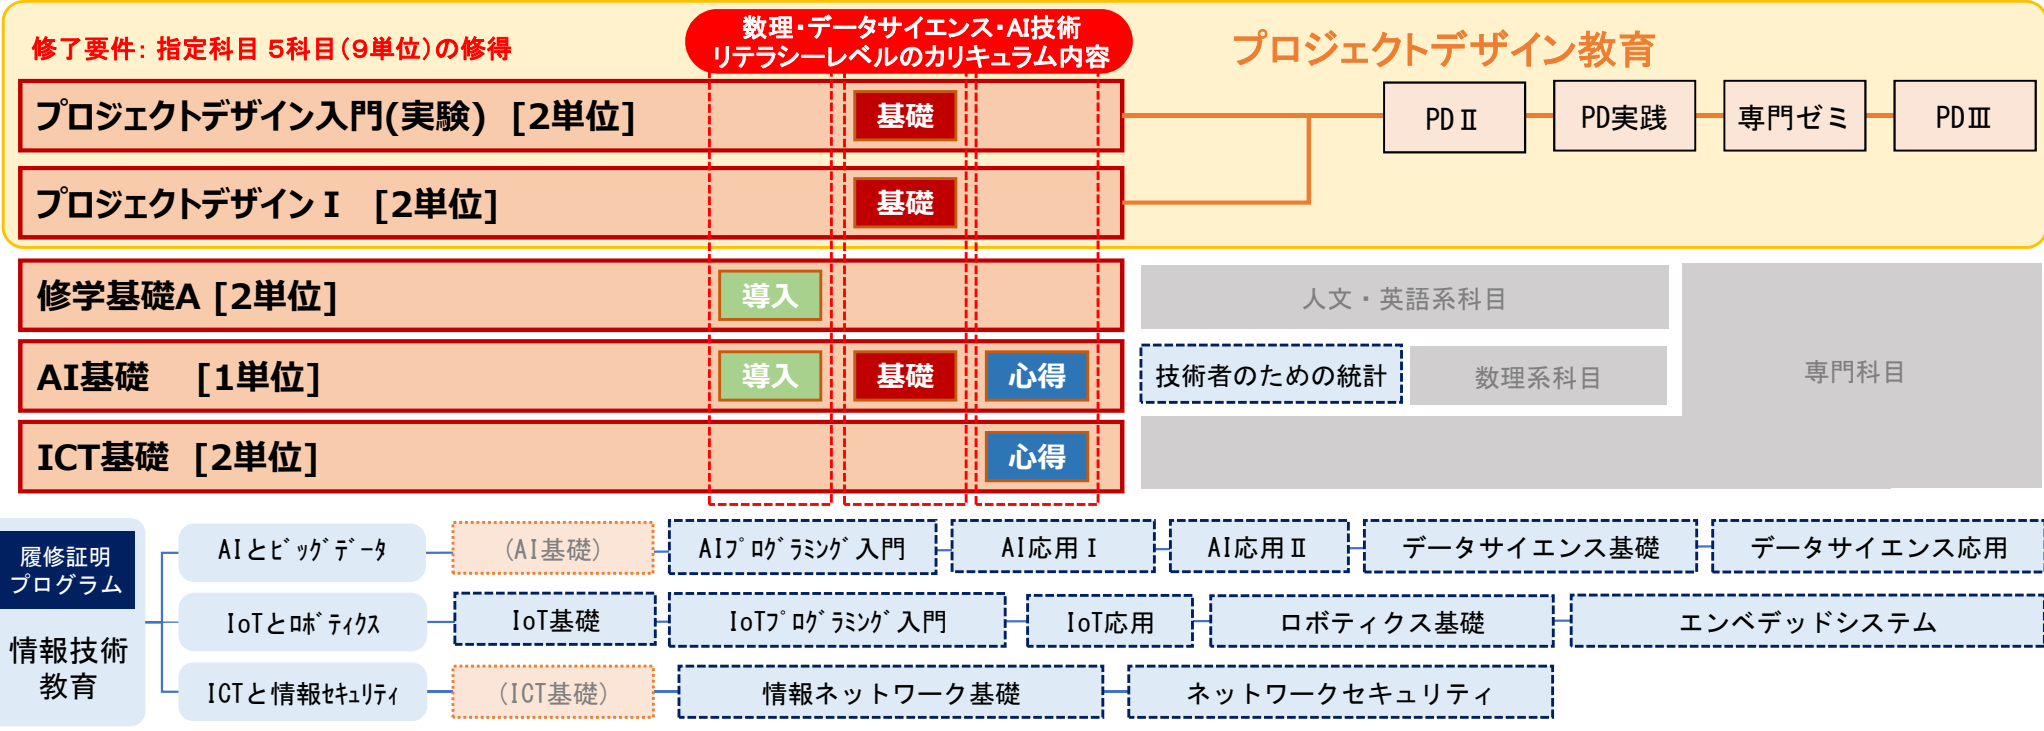 修了要件： 指定科目 5科目（9単位）の修得
数理・データサイエンス・AI技術
リテラシーレベルのカリキュラム内容
プロジェクトデザイン教育
プロジェクトデザイン入門(実験) [2単位]
基礎
PDⅡ
PD実践
専門ゼミ
PDⅢ
プロジェクトデザインⅠ [2単位]
基礎
修学基礎A [2単位]
導入
人文・英語系科目
AI基礎 [1単位]
導入
基礎
心得
技術者のための統計
数理系科目
専門科目
ICT基礎 [2単位]
心得
履修証明
プログラム
情報技術
教育
AIとﾋﾞｯｸﾞﾃﾞｰﾀ
(AI基礎)
AIﾌﾟﾛｸﾞﾗﾐﾝｸﾞ入門
AI応用Ⅰ
AI応用Ⅱ
データサイエンス基礎
データサイエンス応用
IoTとﾛﾎﾞﾃｨｸｽ
IoT基礎
IoTﾌﾟﾛｸﾞﾗﾐﾝｸﾞ入門
IoT応用
ロボティクス基礎
エンベデッドシステム
ICTと情報ｾｷｭﾘﾃｨ
(ICT基礎)
情報ネットワーク基礎
ネットワークセキュリティ